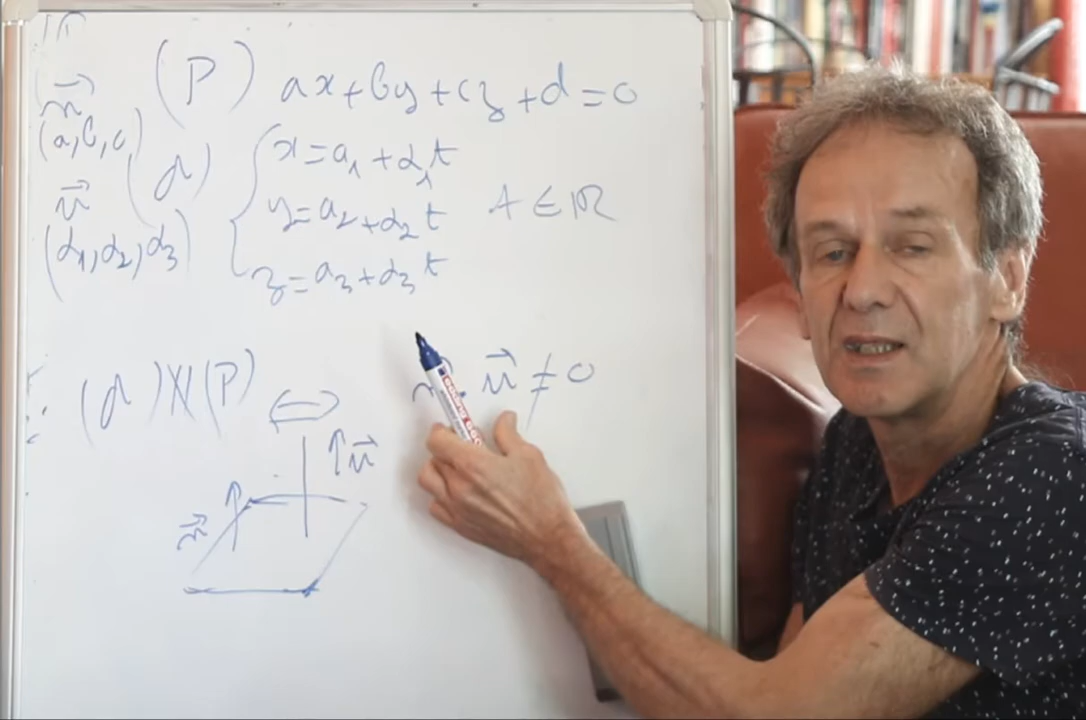 (P) ax+by+cz+d=0
n⃗ (a,b,c)
(d) { x=a₁+α₁t
y=a₂+α₂t t∈ℝ
z=a₃+α₃t
u⃗ (α₁,α₂,α₃)
(d)∦(P) ⇔ n⃗.u⃗≠0
u⃗
n⃗